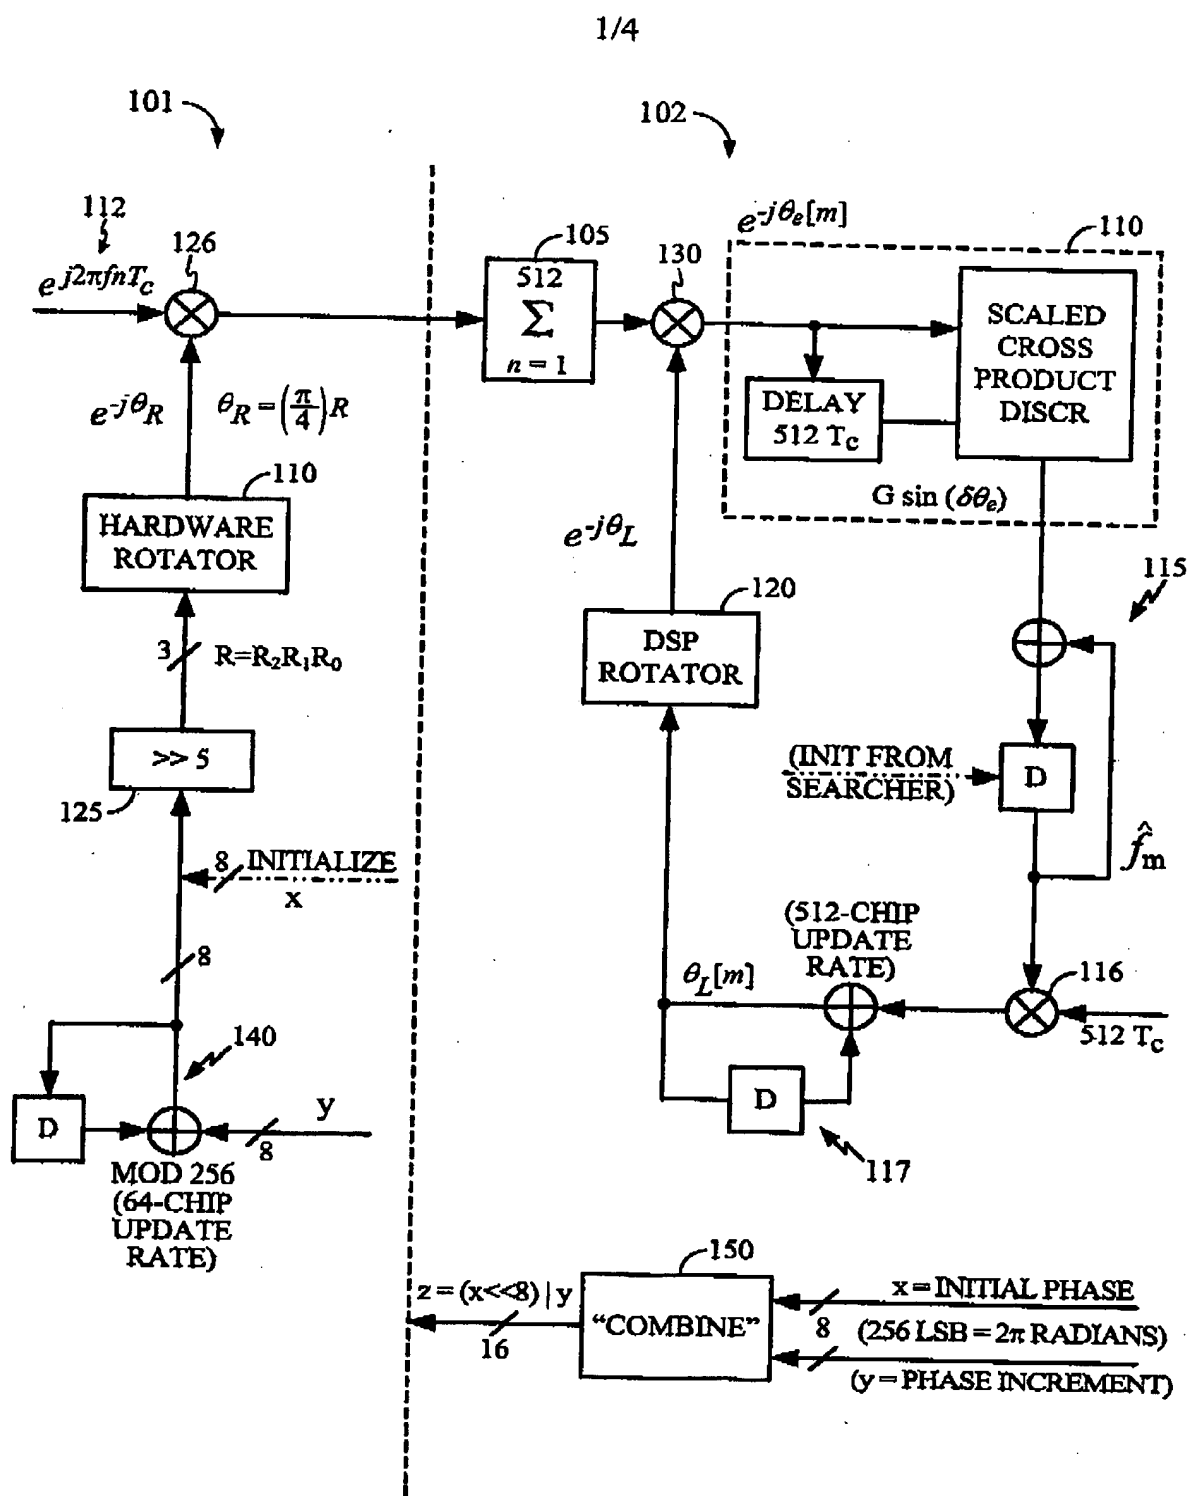 1/4
101
102
112
e^{j2πfnT_c}
126
105
512
Σ
n = 1
130
e^{-jθ_e[m]}
110
SCALED
CROSS
PRODUCT
DISCR
DELAY
512 T_c
G sin (δθ_e)
e^{-jθ_R}
θ_R = (π/4) R
110
HARDWARE
ROTATOR
3
R=R₂R₁R₀
>> 5
125
8
INITIALIZE
x
8
140
D
y
8
MOD 256
(64-CHIP
UPDATE
RATE)
e^{-jθ_L}
120
DSP
ROTATOR
115
(INIT FROM
SEARCHER)
D
f̂_m
(512-CHIP
UPDATE
RATE)
θ_L[m]
116
512 T_c
D
117
150
z = (x<<8) | y
16
"COMBINE"
x = INITIAL PHASE
8
(256 LSB = 2π RADIANS)
(y = PHASE INCREMENT)